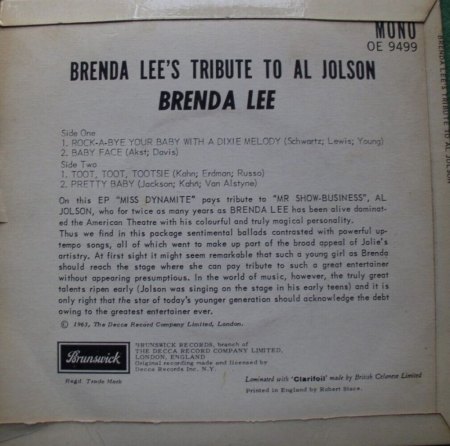 MONO
OE 9499
BRENDA LEE'S TRIBUTE TO AL JOLSON
BRENDA LEE
Side One
1. ROCK-A-BYE YOUR BABY WITH A DIXIE MELODY (Schwartz; Lewis; Young)
2. BABY FACE (Akst; Davis)
Side Two
1. TOOT, TOOT, TOOTSIE (Kahn; Erdman; Russo)
2. PRETTY BABY (Jackson; Kahn; Van Alstyne)
On this EP "MISS DYNAMITE" pays tribute to "MR SHOW-BUSINESS", AL
JOLSON, who for twice as many years as BRENDA LEE has been alive dominat-
ed the American Theatre with his colourful and truly magical personality.
Thus we find in this package sentimental ballads contrasted with powerful up-
tempo songs, all of which went to make up part of the broad appeal of Jolie's
artistry. At first sight it might seem remarkable that such a young girl as Brenda
should reach the stage where she can pay tribute to such a great entertainer
without appearing presumptious. In the world of music, however, the truly great
talents ripen early (Jolson was singing on the stage in his early teens) and it is
only right that the star of today's younger generation should acknowledge the debt
owing to the greatest entertainer ever.
© 1963, The Decca Record Company Limited, London.
Brunswick
Regd. Trade Mark
BRUNSWICK RECORDS, branch of
THE DECCA RECORD COMPANY LIMITED,
LONDON, ENGLAND
Original recording made and licensed by
Decca Records Inc. N.Y.
Laminated with 'Clarifoil' made by British Celanese Limited
Printed in England by Robert Stace.
BRENDA LEE'S TRIBUTE TO AL JOLSON